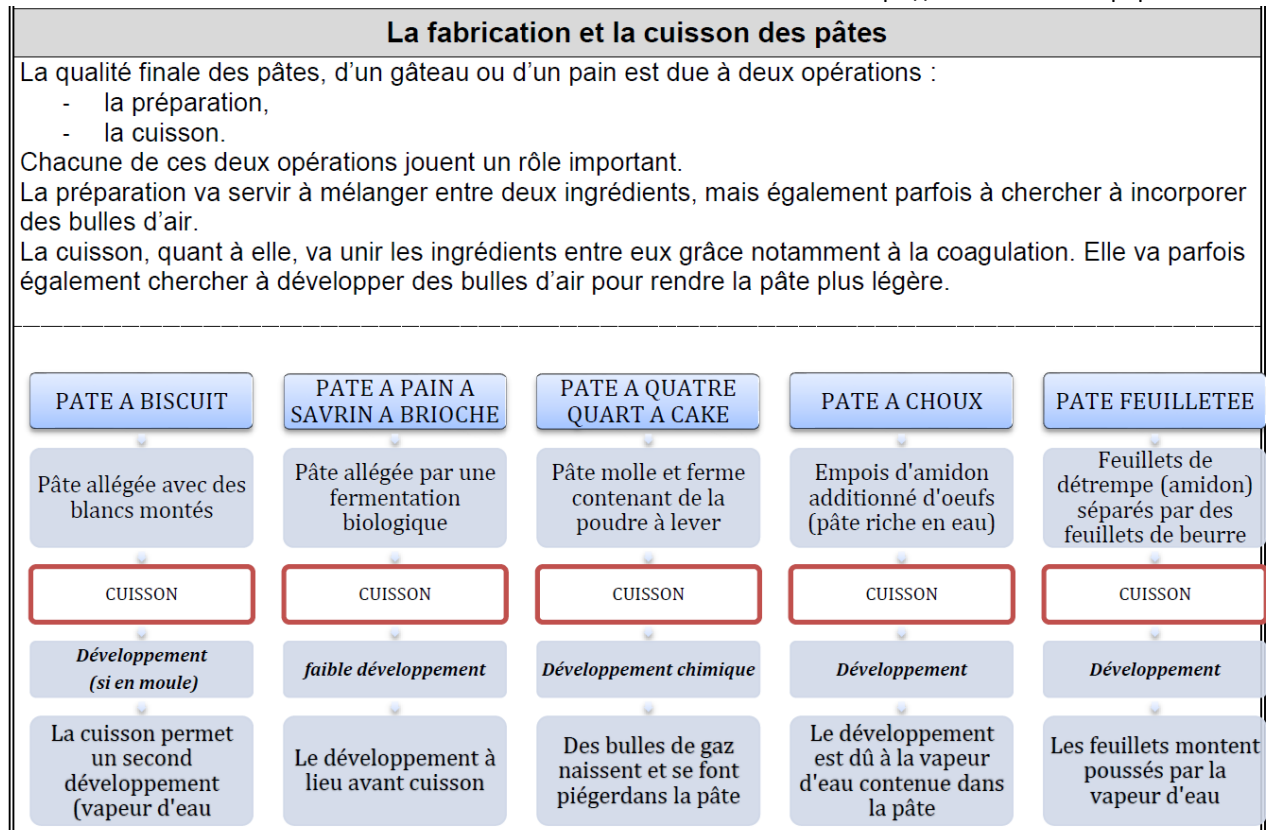 La fabrication et la cuisson des pâtes
La qualité finale des pâtes, d'un gâteau ou d'un pain est due à deux opérations :
- la préparation,
- la cuisson.
Chacune de ces deux opérations jouent un rôle important.
La préparation va servir à mélanger entre deux ingrédients, mais également parfois à chercher à incorporer
des bulles d'air.
La cuisson, quant à elle, va unir les ingrédients entre eux grâce notamment à la coagulation. Elle va parfois
également chercher à développer des bulles d'air pour rendre la pâte plus légère.
PATE A BISCUIT
Pâte allégée avec des
blancs montés
CUISSON
Développement
(si en moule)
La cuisson permet
un second
développement
(vapeur d'eau
PATE A PAIN A
SAVRIN A BRIOCHE
Pâte allégée par une
fermentation
biologique
CUISSON
faible développement
Le développement à
lieu avant cuisson
PATE A QUATRE
QUART A CAKE
Pâte molle et ferme
contenant de la
poudre à lever
CUISSON
Développement chimique
Des bulles de gaz
naissent et se font
piégerdans la pâte
PATE A CHOUX
Empois d'amidon
additionné d'oeufs
(pâte riche en eau)
CUISSON
Développement
Le développement
est dû à la vapeur
d'eau contenue dans
la pâte
PATE FEUILLETEE
Feuillets de
détrempe (amidon)
séparés par des
feuillets de beurre
CUISSON
Développement
Les feuillets montent
poussés par la
vapeur d'eau